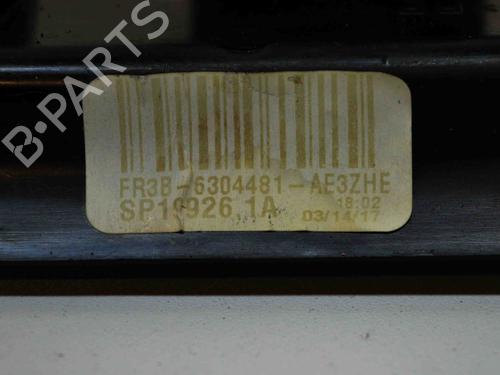 B-PARTS
FR3B-6304481-AE3ZHE
SP19926 1A 18:02
03/14/17